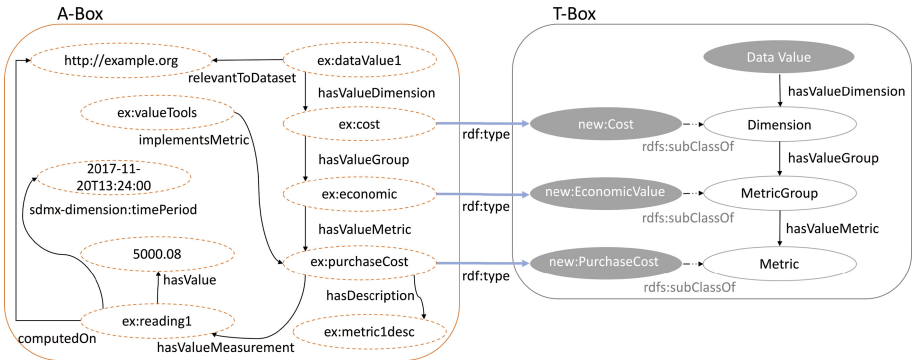 A-Box
T-Box
http://example.org
ex:dataValue1
Data Value
relevantToDataset
hasValueDimension
hasValueDimension
ex:valueTools
ex:cost
new:Cost
Dimension
implementsMetric
rdf:type
rdfs:subClassOf
hasValueGroup
hasValueGroup
2017-11-
20T13:24:00
ex:economic
new:EconomicValue
MetricGroup
sdmx-dimension:timePeriod
rdf:type
rdfs:subClassOf
hasValueMetric
hasValueMetric
5000.08
ex:purchaseCost
new:PurchaseCost
Metric
hasValue
rdf:type
rdfs:subClassOf
hasDescription
ex:reading1
ex:metric1desc
computedOn
hasValueMeasurement